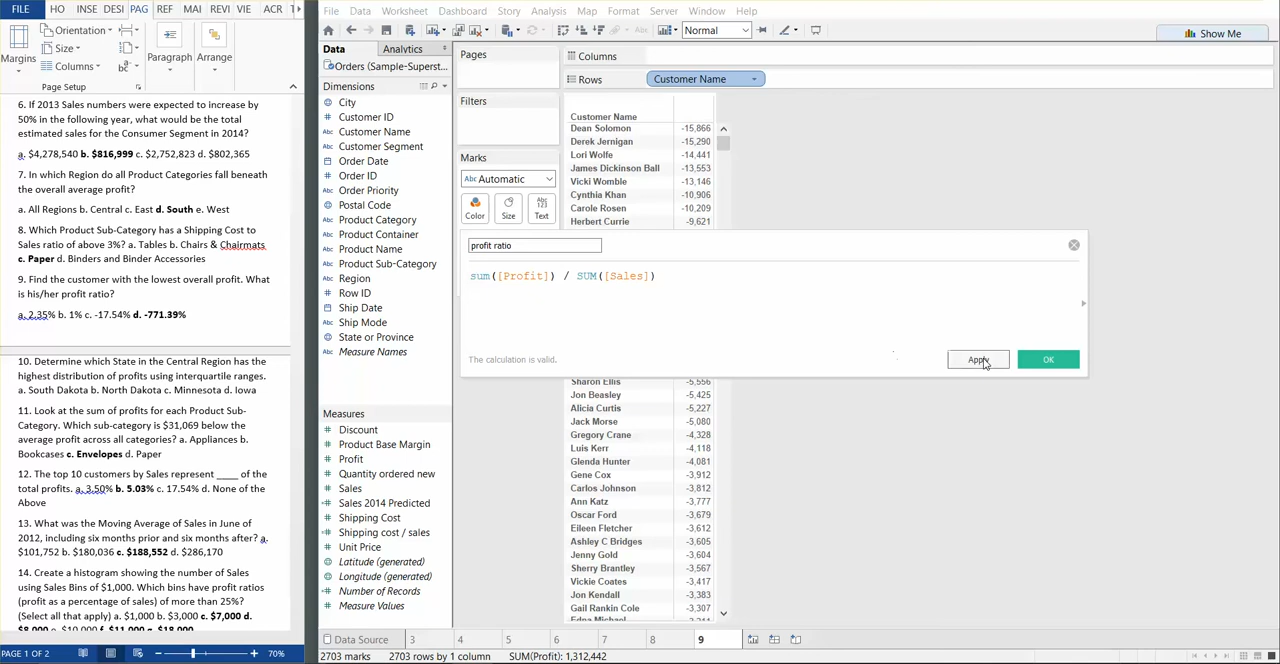 FILE HO INSE DESI PAG REF MAI REVI VIE ACR
Margins
Orientation
Size
Columns
Paragraph
Arrange
Page Setup
6. If 2013 Sales numbers were expected to increase by
50% in the following year, what would be the total
estimated sales for the Consumer Segment in 2014?
a. $4,278,540 b. $816,999 c. $2,752,823 d. $802,365
7. In which Region do all Product Categories fall beneath
the overall average profit?
a. All Regions b. Central c. East d. South e. West
8. Which Product Sub-Category has a Shipping Cost to
Sales ratio of above 3%? a. Tables b. Chairs & Chairmats
c. Paper d. Binders and Binder Accessories
9. Find the customer with the lowest overall profit. What
is his/her profit ratio?
a. 2.35% b. 1% c. -17.54% d. -771.39%
10. Determine which State in the Central Region has the
highest distribution of profits using interquartile ranges.
a. South Dakota b. North Dakota c. Minnesota d. Iowa
11. Look at the sum of profits for each Product Sub-
Category. Which sub-category is $31,069 below the
average profit across all categories? a. Appliances b.
Bookcases c. Envelopes d. Paper
12. The top 10 customers by Sales represent ____ of the
total profits. a. 3.50% b. 5.03% c. 17.54% d. None of the
Above
13. What was the Moving Average of Sales in June of
2012, including six months prior and six months after? a.
$101,752 b. $180,036 c. $188,552 d. $286,170
14. Create a histogram showing the number of Sales
using Sales Bins of $1,000. Which bins have profit ratios
(profit as a percentage of sales) of more than 25%?
(Select all that apply) a. $1,000 b. $3,000 c. $7,000 d.
$8,000 e. $10,000 f. $11,000 g. $18,000
PAGE 1 OF 2 70%
File Data Worksheet Dashboard Story Analysis Map Format Server Window Help
Normal
Show Me
Data Analytics
Orders (Sample-Superst...
Dimensions
City
Customer ID
Abc Customer Name
Abc Customer Segment
Order Date
Order ID
Abc Order Priority
Postal Code
Abc Product Category
Abc Product Container
Abc Product Name
Abc Product Sub-Category
Abc Region
Row ID
Ship Date
Abc Ship Mode
State or Province
Abc Measure Names
Measures
Discount
Product Base Margin
Profit
Quantity ordered new
Sales
Sales 2014 Predicted
Shipping Cost
Shipping cost / sales
Unit Price
Latitude (generated)
Longitude (generated)
Number of Records
Measure Values
Pages
Filters
Marks
Abc Automatic
Color Size Abc 123 Text
Columns
Rows Customer Name
Customer Name
Dean Solomon -15,866
Derek Jernigan -15,290
Lori Wolfe -14,441
James Dickinson Ball -13,553
Vicki Womble -13,146
Cynthia Khan -10,906
Carole Rosen -10,209
Herbert Currie -9,621
profit ratio
sum([Profit]) / SUM([Sales])
The calculation is valid.
Apply OK
Sharon Ellis -5,556
Jon Beasley -5,425
Alicia Curtis -5,227
Jack Morse -5,080
Gregory Crane -4,328
Luis Kerr -4,118
Glenda Hunter -4,081
Gene Cox -3,912
Carlos Johnson -3,812
Ann Katz -3,777
Oscar Ford -3,679
Eileen Fletcher -3,612
Ashley C Bridges -3,605
Jenny Gold -3,604
Sherry Brantley -3,567
Vickie Coates -3,417
Jon Kendall -3,383
Gail Rankin Cole -3,307
Data Source 3 4 5 6 7 8 9
2703 marks 2703 rows by 1 column SUM(Profit): 1,312,442